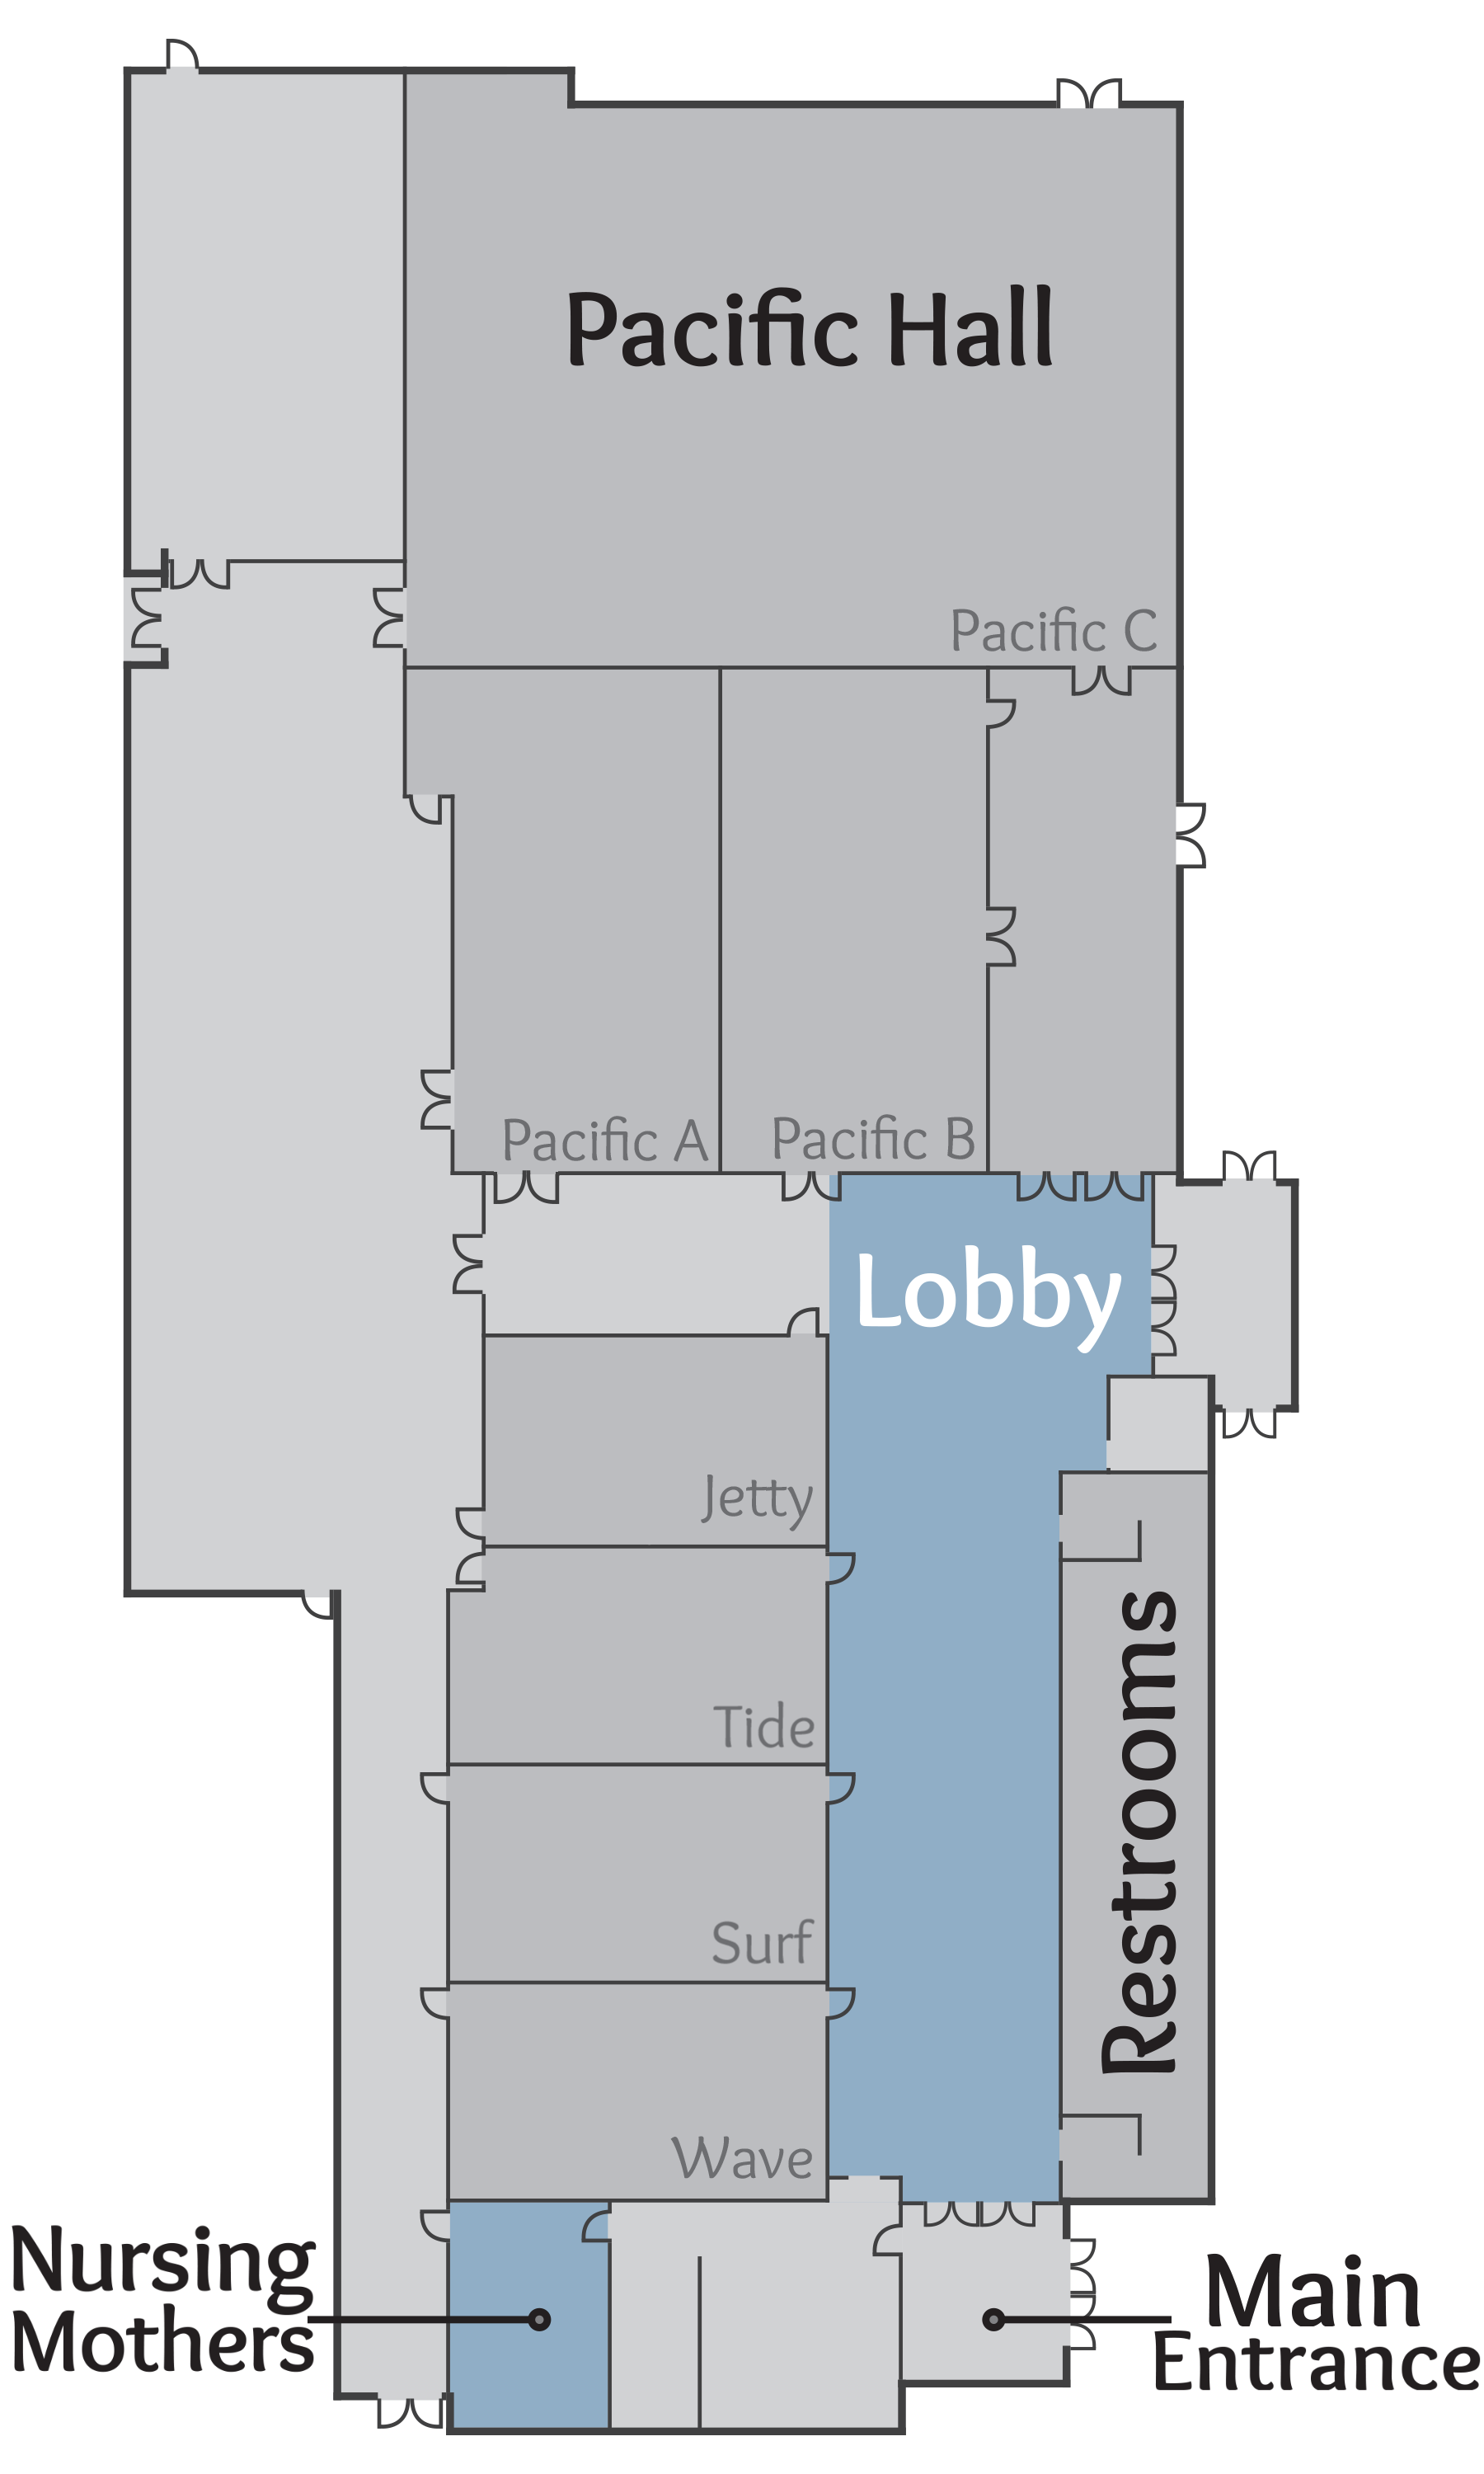 Pacific Hall
Pacific C
Pacific A
Pacific B
Lobby
Jetty
Tide
Restrooms
Surf
Wave
Nursing
Mothers
Main
Entrance